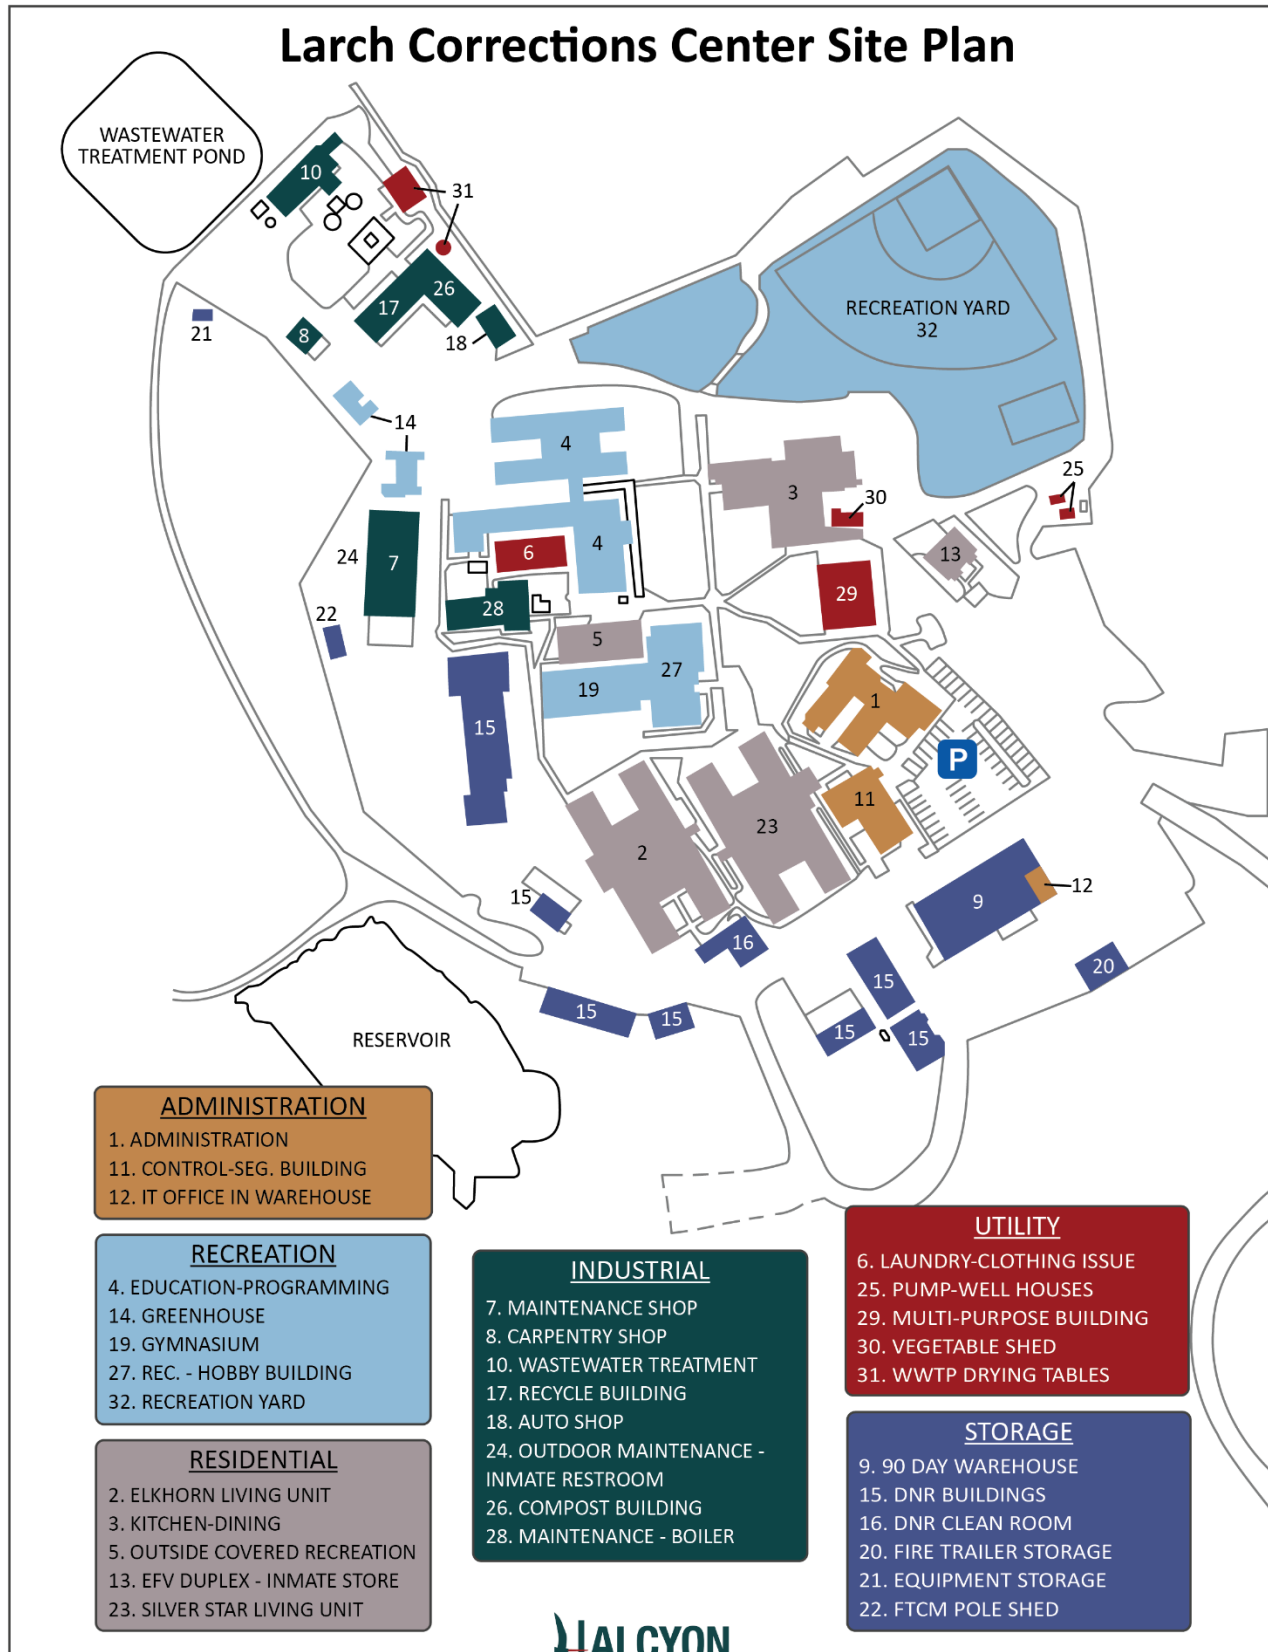 Larch Corrections Center Site Plan
WASTEWATER
TREATMENT POND
10
31
26
17
18
21
8
14
RECREATION YARD
32
4
3
30
25
13
24
7
4
6
28
29
22
5
27
19
1
15
P
11
23
2
12
9
15
16
20
15
15
15
15
15
RESERVOIR
ADMINISTRATION
1. ADMINISTRATION
11. CONTROL-SEG. BUILDING
12. IT OFFICE IN WAREHOUSE
RECREATION
4. EDUCATION-PROGRAMMING
14. GREENHOUSE
19. GYMNASIUM
27. REC. - HOBBY BUILDING
32. RECREATION YARD
RESIDENTIAL
2. ELKHORN LIVING UNIT
3. KITCHEN-DINING
5. OUTSIDE COVERED RECREATION
13. EFV DUPLEX - INMATE STORE
23. SILVER STAR LIVING UNIT
INDUSTRIAL
7. MAINTENANCE SHOP
8. CARPENTRY SHOP
10. WASTEWATER TREATMENT
17. RECYCLE BUILDING
18. AUTO SHOP
24. OUTDOOR MAINTENANCE -
INMATE RESTROOM
26. COMPOST BUILDING
28. MAINTENANCE - BOILER
UTILITY
6. LAUNDRY-CLOTHING ISSUE
25. PUMP-WELL HOUSES
29. MULTI-PURPOSE BUILDING
30. VEGETABLE SHED
31. WWTP DRYING TABLES
STORAGE
9. 90 DAY WAREHOUSE
15. DNR BUILDINGS
16. DNR CLEAN ROOM
20. FIRE TRAILER STORAGE
21. EQUIPMENT STORAGE
22. FTCM POLE SHED
HALCYON